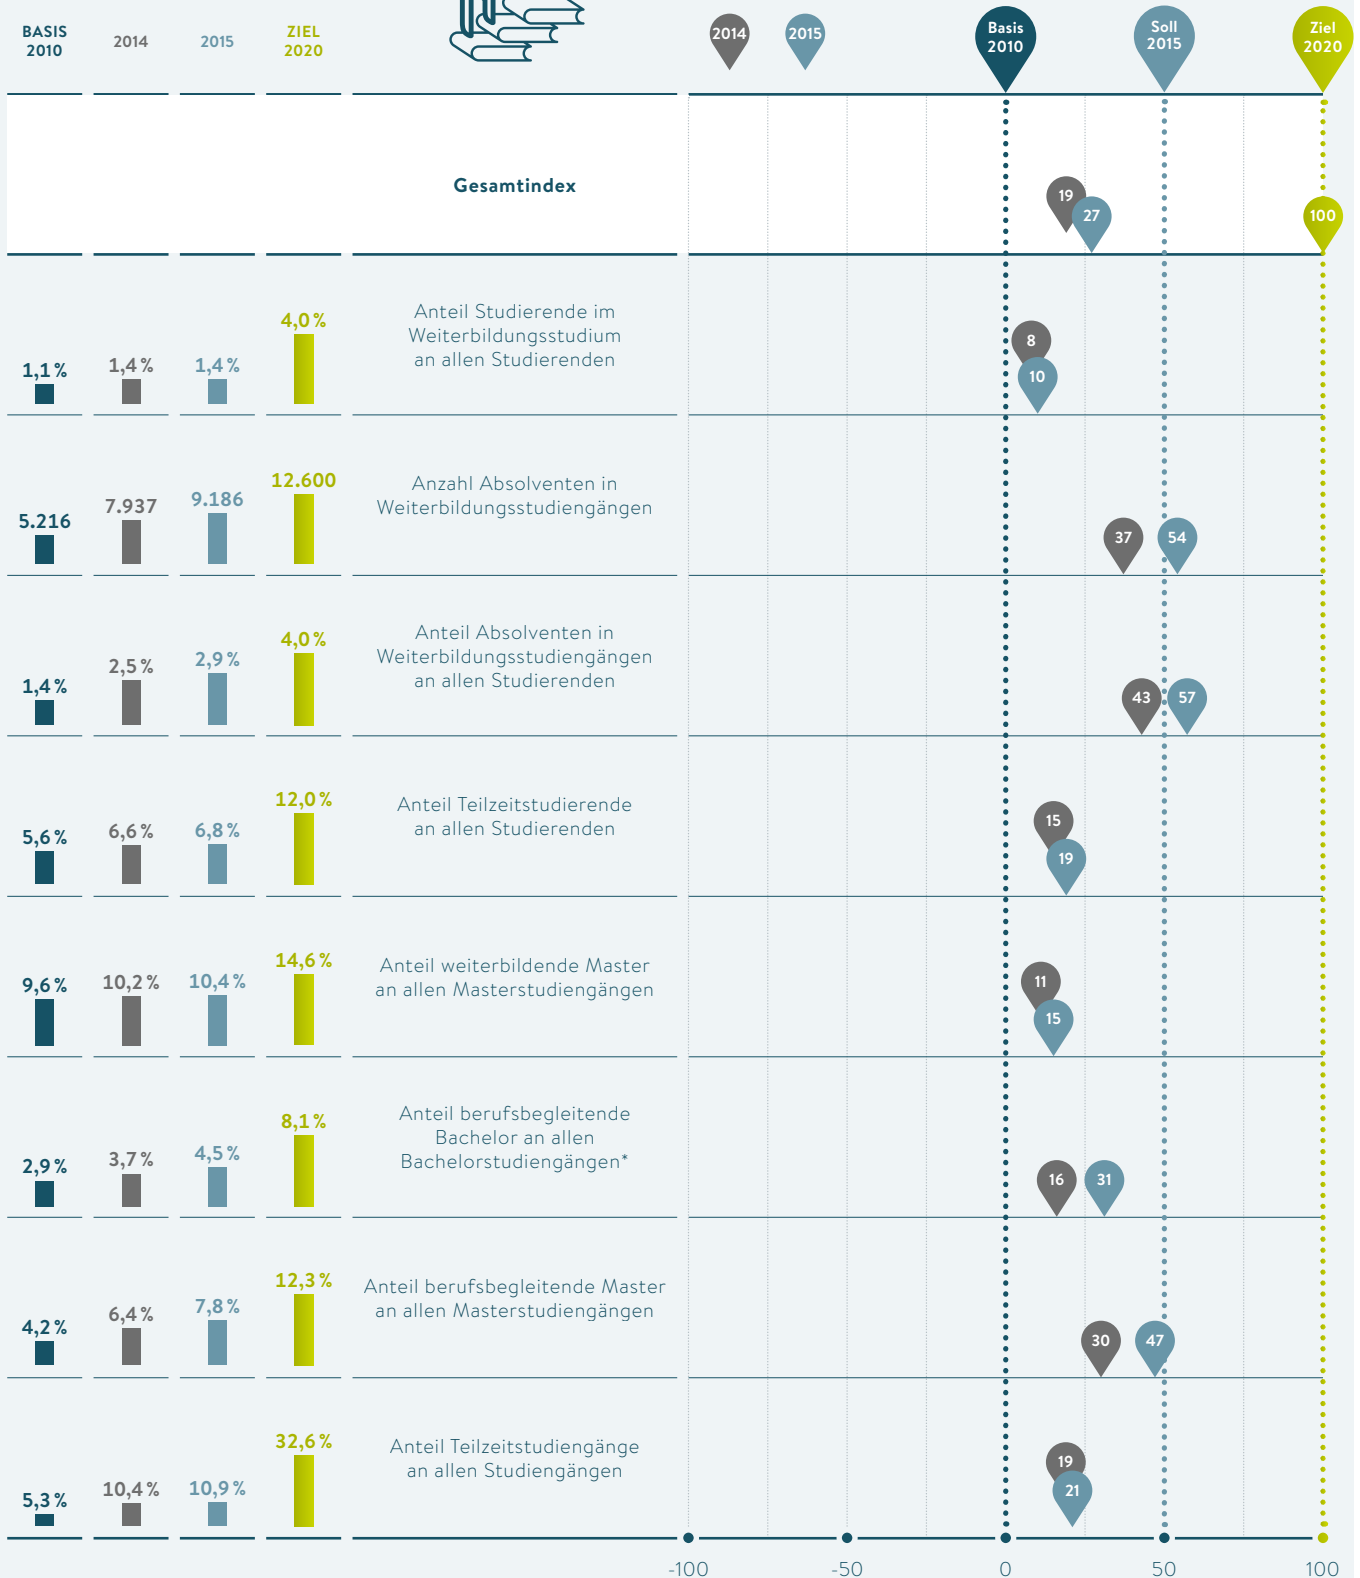 BASIS
2010
2014
2015
ZIEL
2020
2014
2015
Basis
2010
Soll
2015
Ziel
2020
Gesamtindex
19
27
100
1,1 %
1,4 %
1,4 %
4,0 %
Anteil Studierende im
Weiterbildungsstudium
an allen Studierenden
8
10
5.216
7.937
9.186
12.600
Anzahl Absolventen in
Weiterbildungsstudiengängen
37
54
1,4 %
2,5 %
2,9 %
4,0 %
Anteil Absolventen in
Weiterbildungsstudiengängen
an allen Studierenden
43
57
5,6 %
6,6 %
6,8 %
12,0 %
Anteil Teilzeitstudierende
an allen Studierenden
15
19
9,6 %
10,2 %
10,4 %
14,6 %
Anteil weiterbildende Master
an allen Masterstudiengängen
11
15
2,9 %
3,7 %
4,5 %
8,1 %
Anteil berufsbegleitende
Bachelor an allen
Bachelorstudiengängen*
16
31
4,2 %
6,4 %
7,8 %
12,3 %
Anteil berufsbegleitende Master
an allen Masterstudiengängen
30
47
5,3 %
10,4 %
10,9 %
32,6 %
Anteil Teilzeitstudiengänge
an allen Studiengängen
19
21
-100
-50
0
50
100